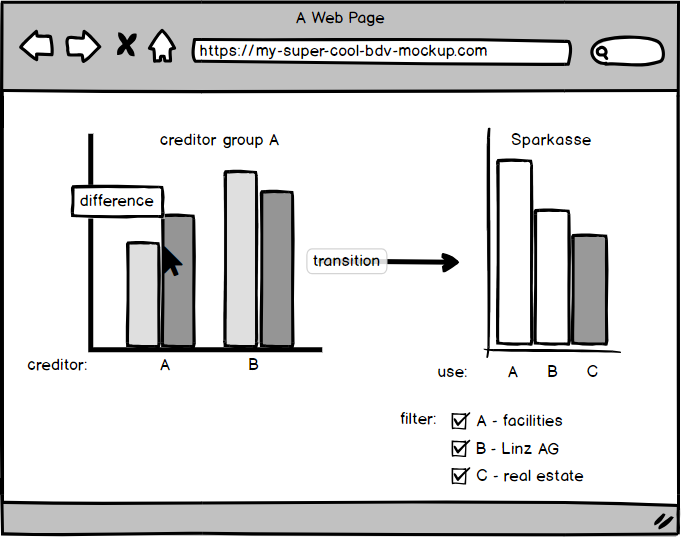 A Web Page
https://my-super-cool-bdv-mockup.com
creditor group A
Sparkasse
difference
transition
creditor: A B
use: A B C
filter: A - facilities
B - Linz AG
C - real estate